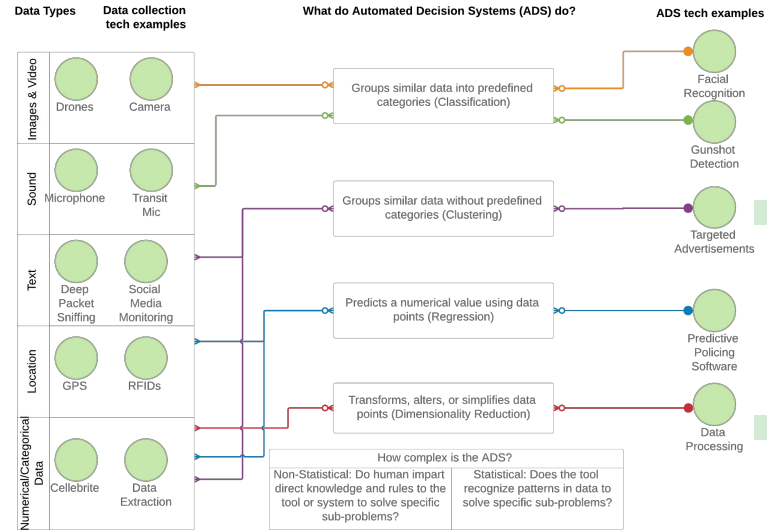 Data Types
Data collection
tech examples
What do Automated Decision Systems (ADS) do?
ADS tech examples
Images & Video
Drones
Camera
Sound
Microphone
Transit
Mic
Text
Deep
Packet
Sniffing
Social
Media
Monitoring
Location
GPS
RFIDs
Numerical/Categorical
Data
Cellebrite
Data
Extraction
Groups similar data into predefined
categories (Classification)
Groups similar data without predefined
categories (Clustering)
Predicts a numerical value using data
points (Regression)
Transforms, alters, or simplifies data
points (Dimensionality Reduction)
Facial
Recognition
Gunshot
Detection
Targeted
Advertisements
Predictive
Policing
Software
Data
Processing
How complex is the ADS?
Non-Statistical: Do human impart
direct knowledge and rules to the
tool or system to solve specific
sub-problems?
Statistical: Does the tool
recognize patterns in data to
solve specific sub-problems?